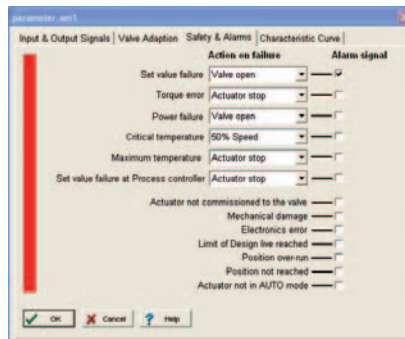 parameter.am1
Input & Output Signals Valve Adaption Safety & Alarms Characteristic Curve
Action on failure Alarm signal
Set value failure Valve open
Torque error Actuator stop
Power failure Valve open
Critical temperature 50% Speed
Maximum temperature Actuator stop
Set value failure at Process controller Actuator stop
Actuator not commissioned to the valve
Mechanical damage
Electronics error
Limit of Design live reached
Position over-run
Position not reached
Actuator not in AUTO mode
OK Cancel ? Help